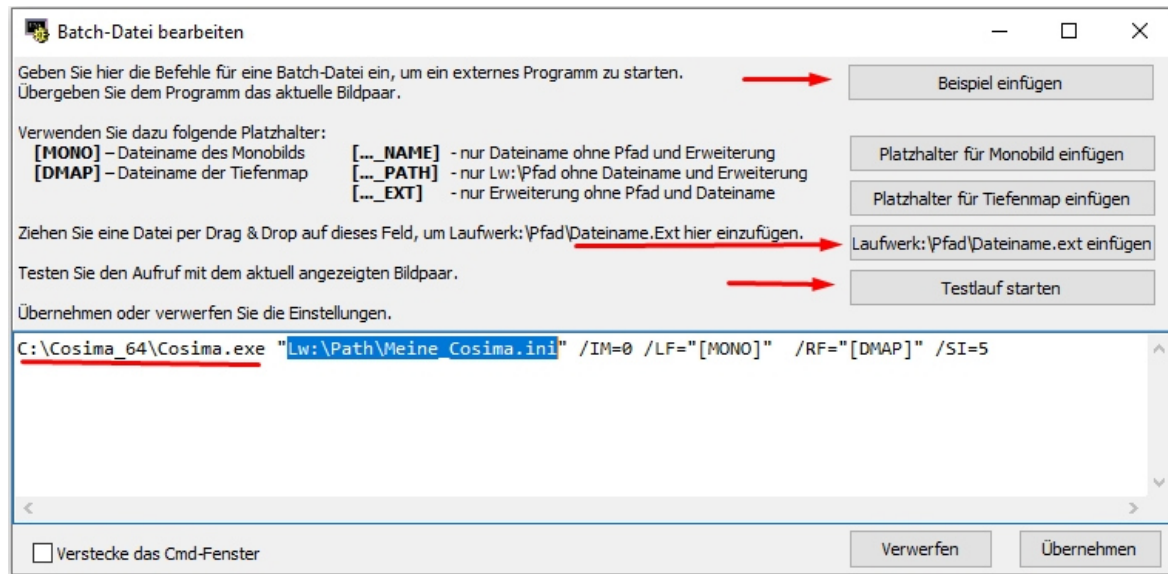 Batch-Datei bearbeiten
Geben Sie hier die Befehle für eine Batch-Datei ein, um ein externes Programm zu starten.
Übergeben Sie dem Programm das aktuelle Bildpaar.
Beispiel einfügen
Verwenden Sie dazu folgende Platzhalter:
[MONO] – Dateiname des Monobilds [..._NAME] - nur Dateiname ohne Pfad und Erweiterung
[DMAP] – Dateiname der Tiefenmap [..._PATH] - nur Lw:\Pfad ohne Dateiname und Erweiterung
[..._EXT] - nur Erweiterung ohne Pfad und Dateiname
Platzhalter für Monobild einfügen
Platzhalter für Tiefenmap einfügen
Ziehen Sie eine Datei per Drag & Drop auf dieses Feld, um Laufwerk:\Pfad\Dateiname.Ext hier einzufügen.
Laufwerk:\Pfad\Dateiname.ext einfügen
Testen Sie den Aufruf mit dem aktuell angezeigten Bildpaar.
Testlauf starten
Übernehmen oder verwerfen Sie die Einstellungen.
C:\Cosima_64\Cosima.exe "Lw:\Path\Meine_Cosima.ini" /IM=0 /LF="[MONO]"  /RF="[DMAP]" /SI=5
Verstecke das Cmd-Fenster
Verwerfen
Übernehmen